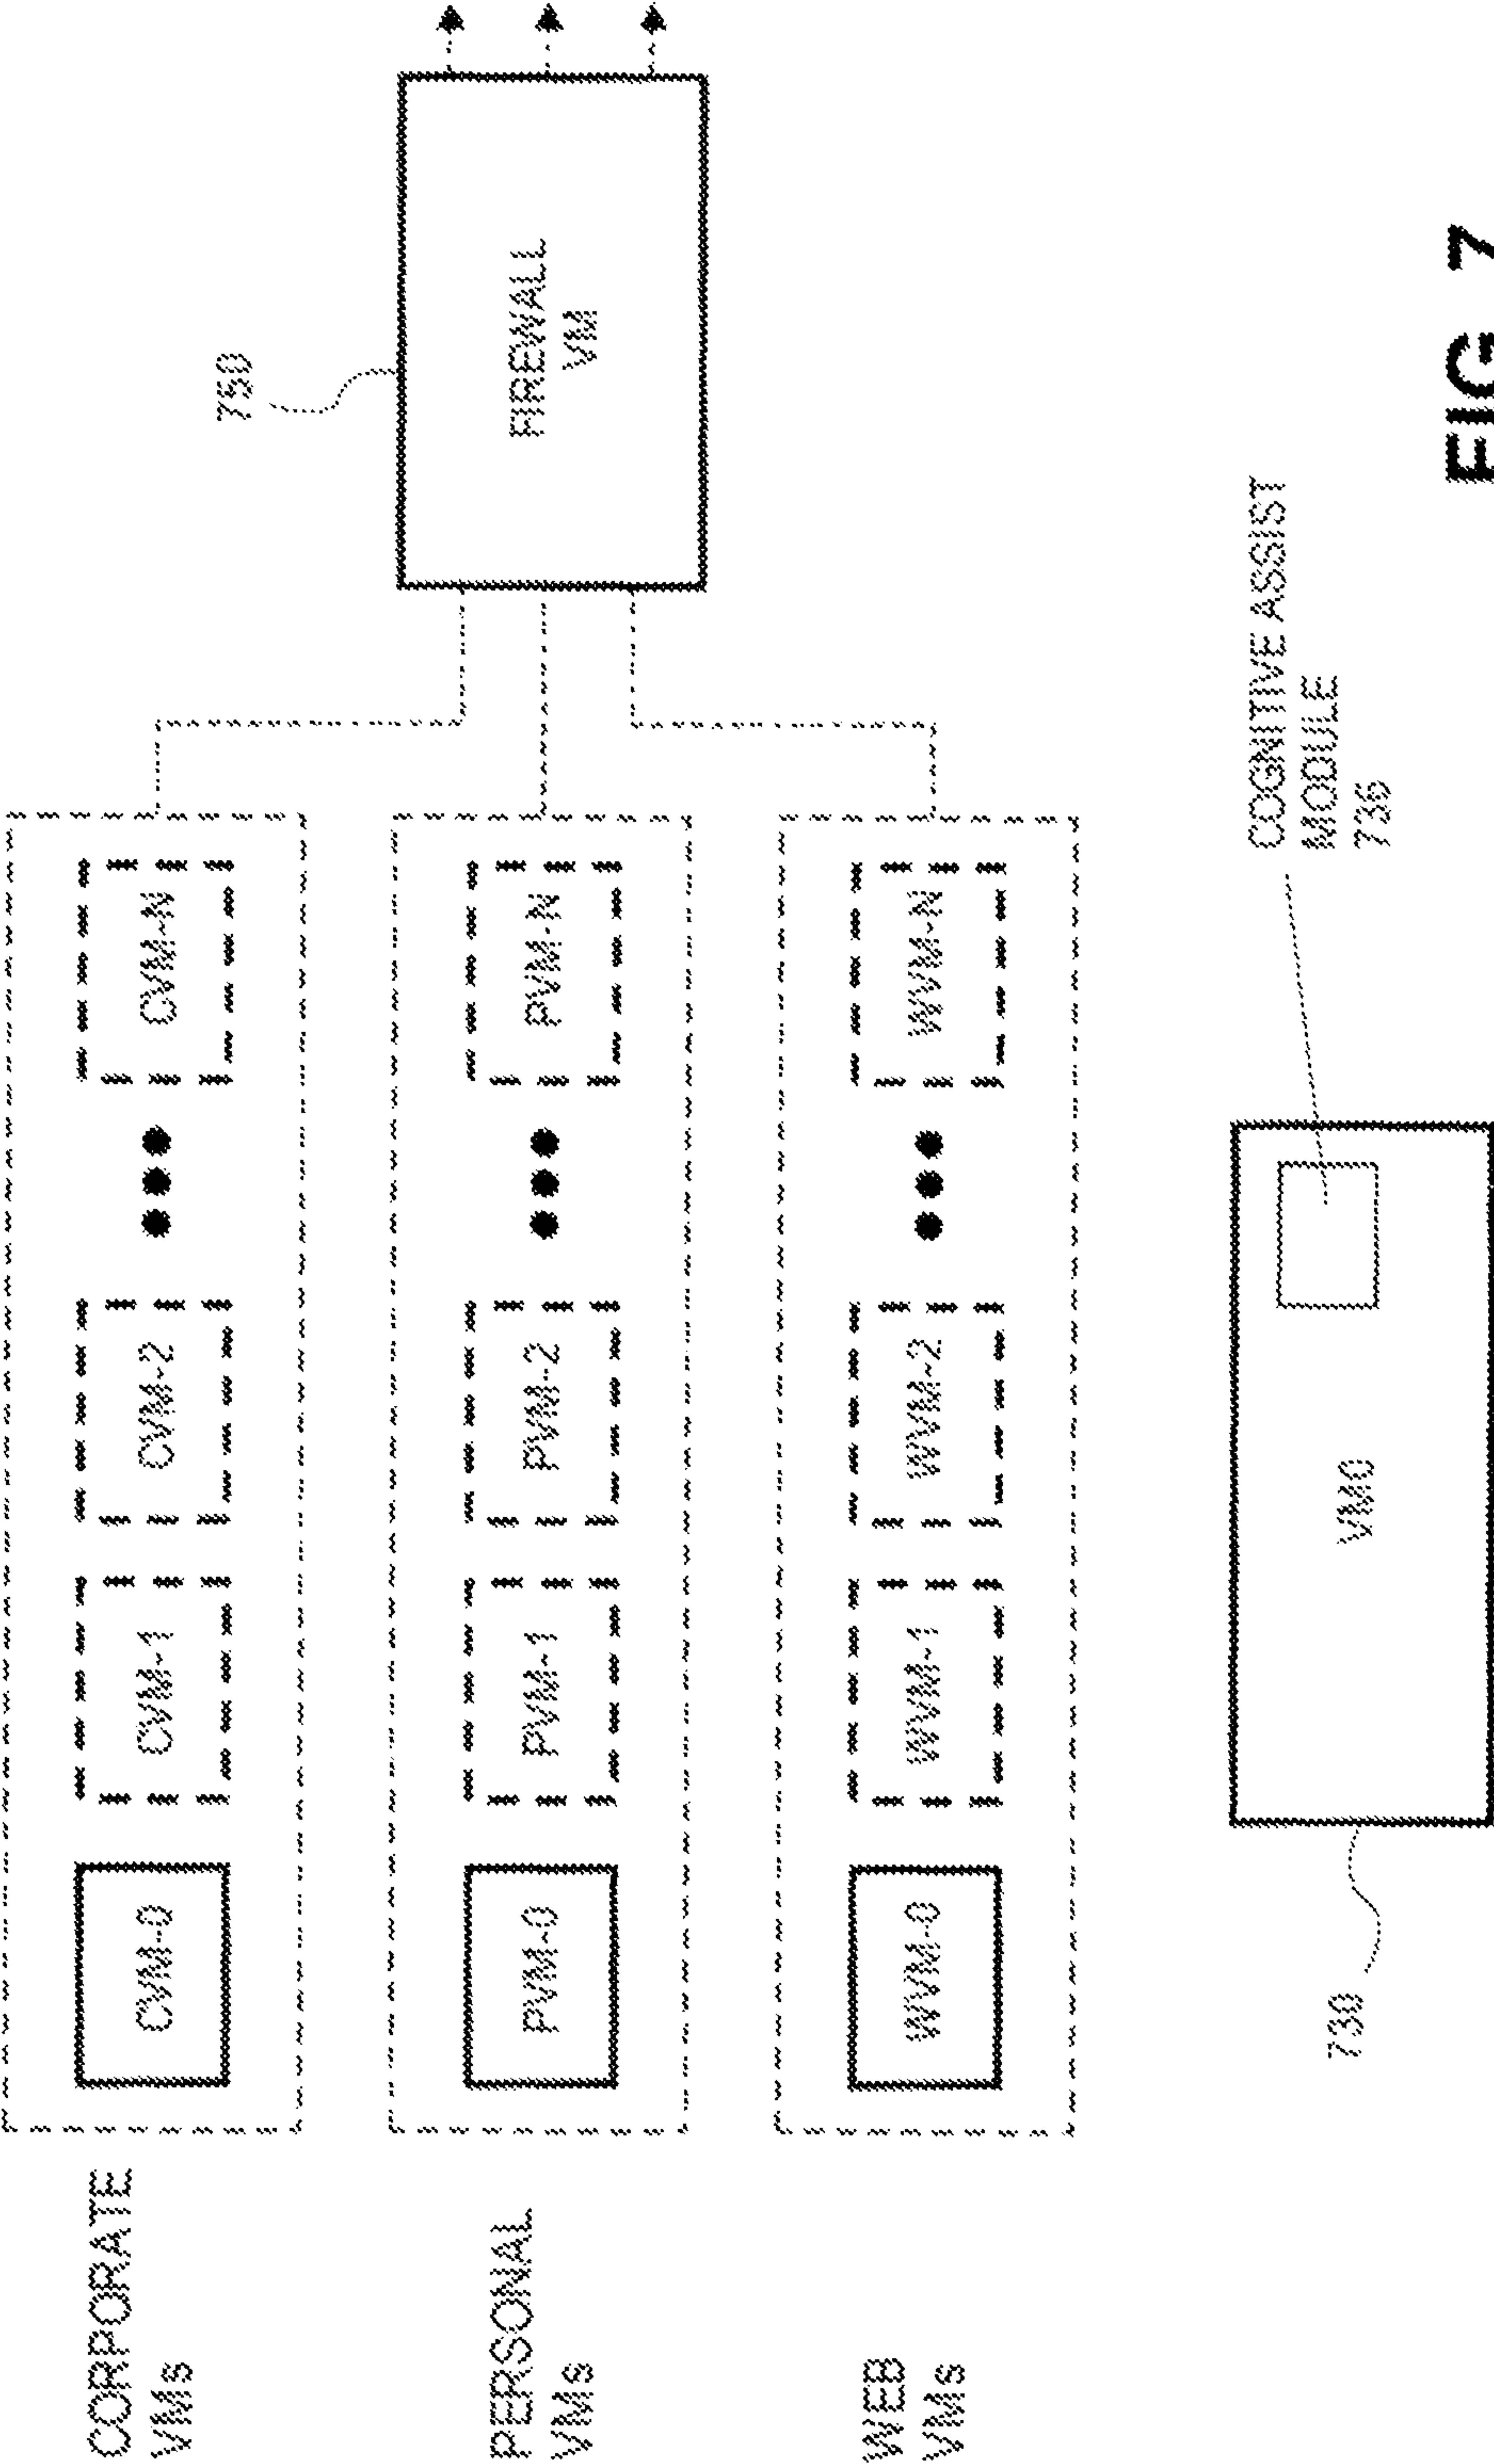 CORPORATE
VMs
CVM-0
CVM-1
CVM-2
CVM-N
PERSONAL
VMs
PVM-0
PVM-1
PVM-2
PVM-N
WEB
VMs
WVM-0
WVM-1
WVM-2
WVM-N
750
FIREWALL
VM
730
VM0
COGNITIVE ASSIST
MODULE
736
FIG. 7